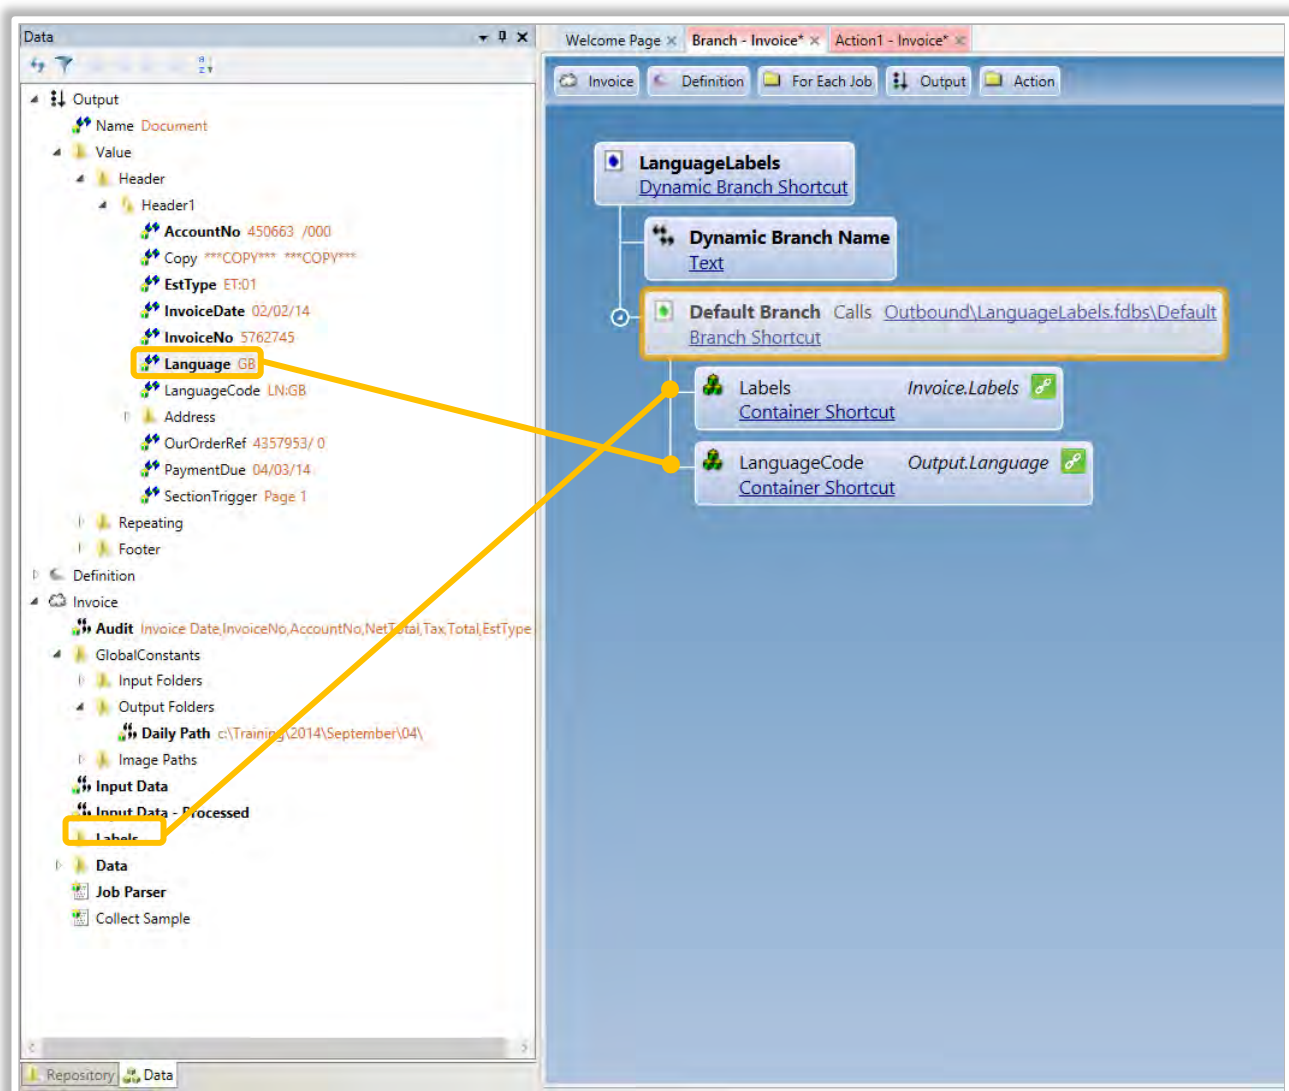 Data
Output
Name Document
Value
Header
Header1
AccountNo 450663 /000
Copy ***COPY*** ***COPY***
EstType ET:01
InvoiceDate 02/02/14
InvoiceNo 5762745
Language GB
LanguageCode LN:GB
Address
OurOrderRef 4357953/ 0
PaymentDue 04/03/14
SectionTrigger Page 1
Repeating
Footer
Definition
Invoice
Audit Invoice Date,InvoiceNo,AccountNo,NetTotal,Tax,Total,EstType
GlobalConstants
Input Folders
Output Folders
Daily Path c:\Training\2014\September\04\
Image Paths
Input Data
Input Data - Processed
Labels
Data
Job Parser
Collect Sample
Repository Data
Welcome Page Branch - Invoice* Action1 - Invoice*
Invoice Definition For Each Job Output Action
LanguageLabels
Dynamic Branch Shortcut
Dynamic Branch Name
Text
Default Branch Calls Outbound\LanguageLabels.fdbs\Default
Branch Shortcut
Labels Invoice.Labels
Container Shortcut
LanguageCode Output.Language
Container Shortcut